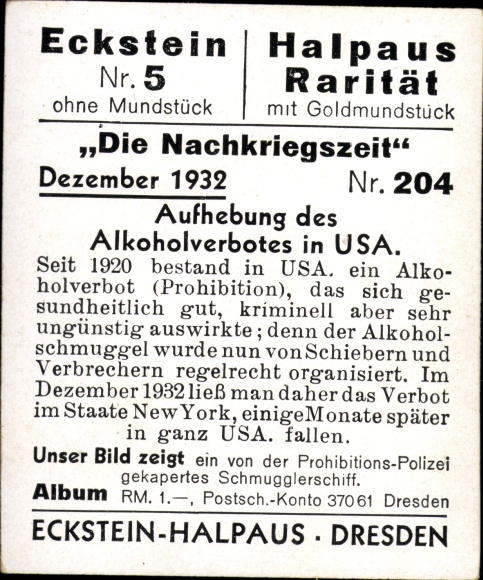 Eckstein
Nr. 5
ohne Mundstück
Halpaus
Rarität
mit Goldmundstück
„Die Nachkriegszeit“
Dezember 1932 Nr. 204
Aufhebung des
Alkoholverbotes in USA.
Seit 1920 bestand in USA. ein Alko-
holverbot (Prohibition), das sich ge-
sundheitlich gut, kriminell aber sehr
ungünstig auswirkte; denn der Alkohol-
schmuggel wurde nun von Schiebern und
Verbrechern regelrecht organisiert. Im
Dezember 1932 ließ man daher das Verbot
im Staate New York, einige Monate später
in ganz USA. fallen.
Unser Bild zeigt ein von der Prohibitions-Polizei
gekapertes Schmugglerschiff.
Album RM. 1.—, Postsch.-Konto 37061 Dresden
ECKSTEIN-HALPAUS · DRESDEN